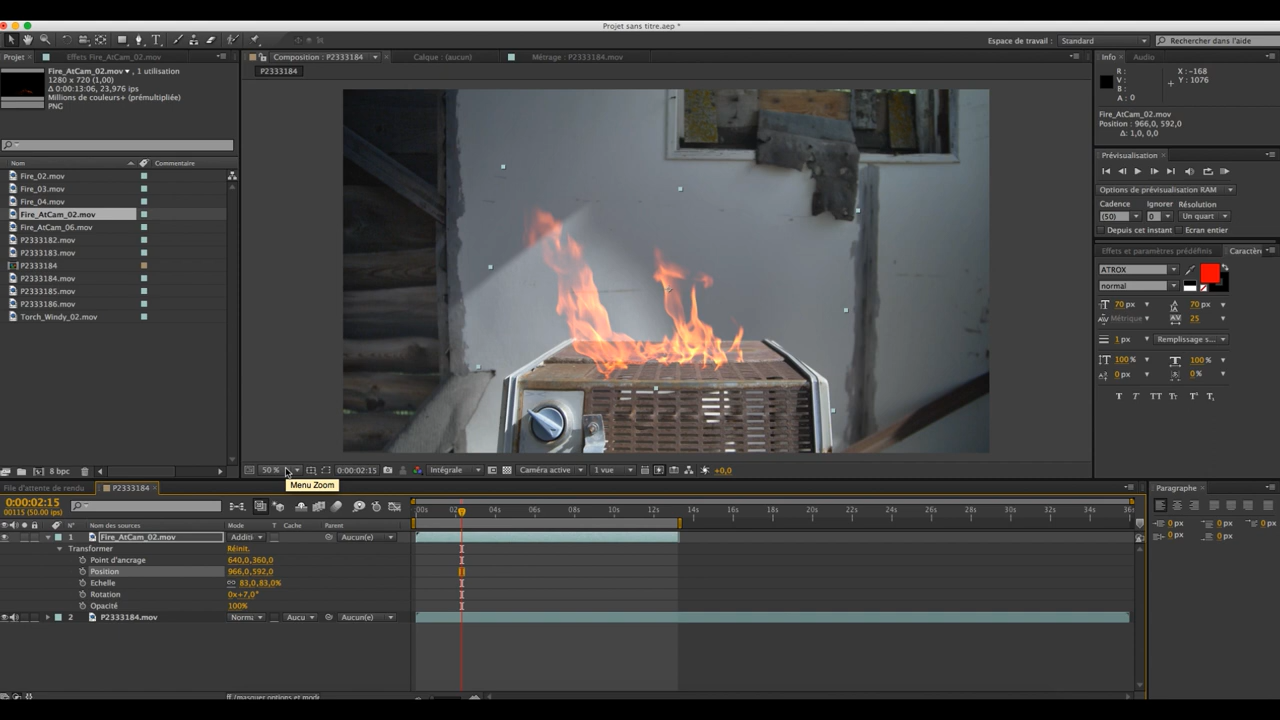 Projet sans titre.aep *
Espace de travail : Standard
Rechercher dans l'aide
Projet
Effets Fire_AtCam_02.mov
Composition : P2333184
Calque : (aucun)
Métrage : P2333184.mov
Info
Audio
Fire_AtCam_02.mov , 1 utilisation
1280 x 720 (1,00)
Δ 0:00:13:06, 23,976 ips
Millions de couleurs+ (prémultipliée)
PNG
P2333184
R :
V :
B :
A : 0
X : -168
Y : 1076
Fire_AtCam_02.mov
Position : 966,0, 592,0
Δ: 1,0, 0,0
Nom
Commentaire
Fire_02.mov
Fire_03.mov
Fire_04.mov
Fire_AtCam_02.mov
Fire_AtCam_06.mov
P2333182.mov
P2333183.mov
P2333184
P2333184.mov
P2333185.mov
P2333186.mov
Torch_Windy_02.mov
Prévisualisation
Options de prévisualisation RAM
Cadence
Ignorer
Résolution
(50)
0
Un quart
Depuis cet instant
Ecran entier
Effets et paramètres prédéfinis
Caractère
ATROX
normal
70 px
70 px
Métrique
25
1 px
Remplissage s...
100 %
100 %
0 px
0 %
8 bpc
50 %
0:00:02:15
Intégrale
Caméra active
1 vue
+0,0
Menu Zoom
File d'attente de rendu
P2333184
Paragraphe
0:00:02:15
00115 (50.00 ips)
N°
Nom des sources
Mode
T
Cache
Parent
00s
04s
06s
08s
10s
12s
14s
16s
18s
20s
22s
24s
26s
28s
30s
32s
34s
36s
1
Fire_AtCam_02.mov
Additi
Aucun(e)
Transformer
Réinit.
Point d'ancrage
640,0,360,0
Position
966,0,592,0
Echelle
83,0,83,0%
Rotation
0x+7,0°
Opacité
100%
2
P2333184.mov
Norm
Aucu
Aucun(e)
0 px
0 px
0 px
0 px
0 px